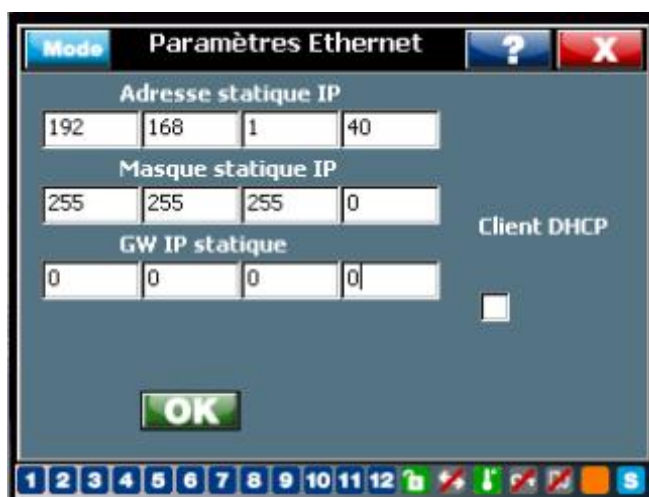 Mode Paramètres Ethernet ? X
Adresse statique IP
192 168 1 40
Masque statique IP
255 255 255 0
Client DHCP
GW IP statique
0 0 0 0
OK
1 2 3 4 5 6 7 8 9 10 11 12 S